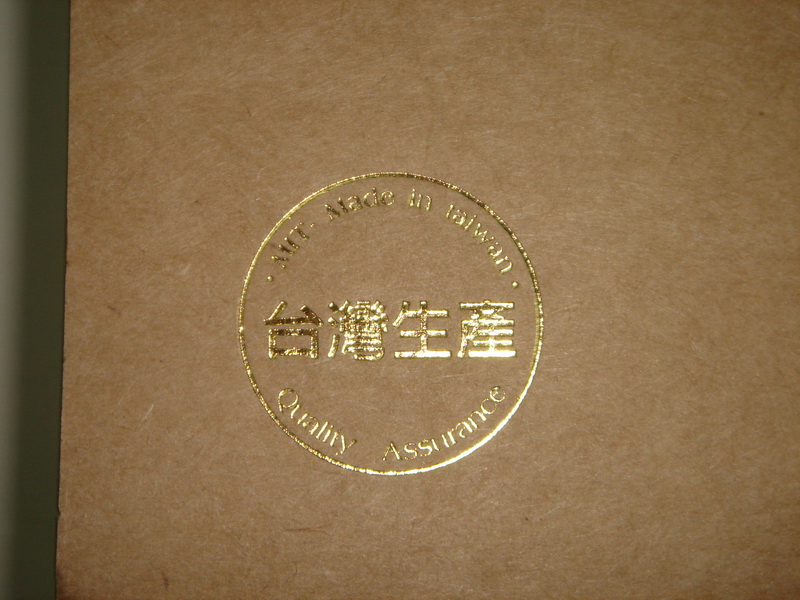 ·MIT· Made in taiwan·
台灣生產
Quality Assurance